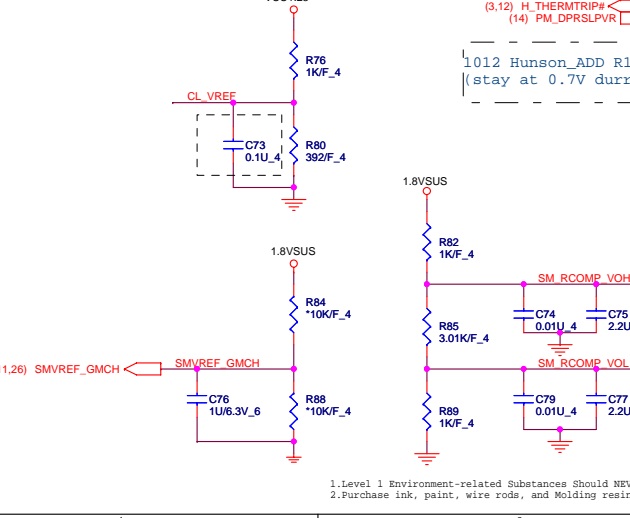 (3,12) H_THERMTRIP#
(14) PM_DPRSLPVR
R76
1K/F_4
1012 Hunson_ADD R1
(stay at 0.7V durr
CL_VREF
C73
0.1U_4
R80
392/F_4
1.8VSUS
R82
1K/F_4
1.8VSUS
SM_RCOMP_VOH
R84
*10K/F_4
C74
0.01U_4
C75
2.2U
R85
3.01K/F_4
1,26) SMVREF_GMCH
SMVREF_GMCH
SM_RCOMP_VOL
C76
1U/6.3V_6
R88
*10K/F_4
R89
1K/F_4
C79
0.01U_4
C77
2.2U
1.Level 1 Environment-related Substances Should NEV
2.Purchase ink, paint, wire rods, and Molding resin